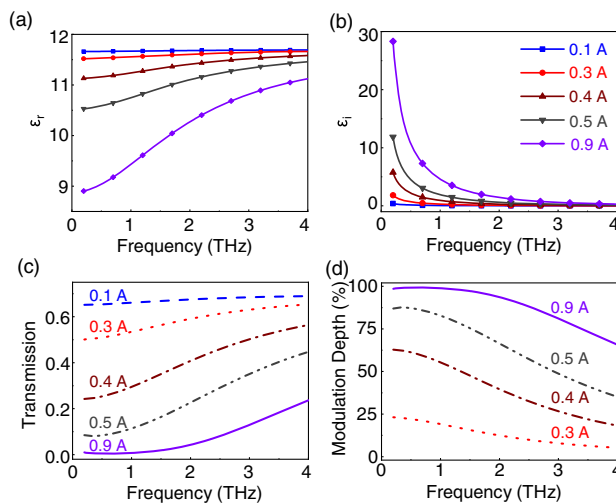 (a)
12
11
10
9
εr
0 1 2 3 4
Frequency (THz)
(b)
30
20
10
0
εi
0.1 A
0.3 A
0.4 A
0.5 A
0.9 A
0 1 2 3 4
Frequency (THz)
(c)
0.6
0.4
0.2
0.0
Transmission
0.1 A
0.3 A
0.4 A
0.5 A
0.9 A
0 1 2 3 4
Frequency (THz)
(d)
100
75
50
25
0
Modulation Depth (%)
0.9 A
0.5 A
0.4 A
0.3 A
0 1 2 3 4
Frequency (THz)